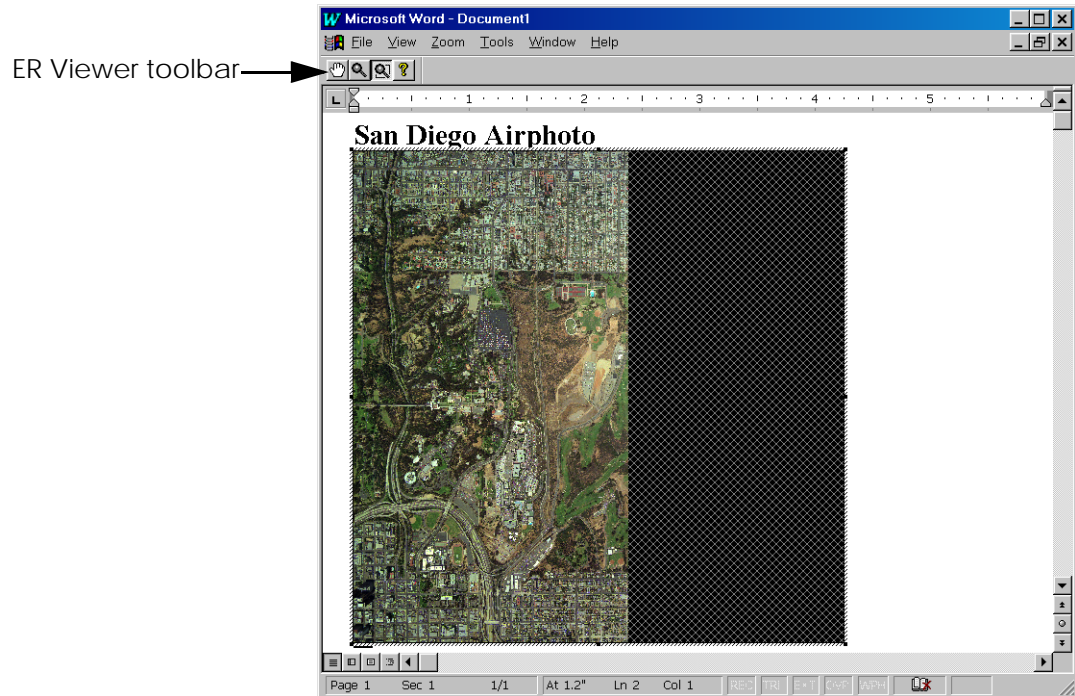 Microsoft Word - Document1
File View Zoom Tools Window Help
ER Viewer toolbar
L 1 2 3 4 5
San Diego Airphoto
Page 1 Sec 1 1/1 At 1.2" Ln 2 Col 1 REC TRK EXT OVR WPH